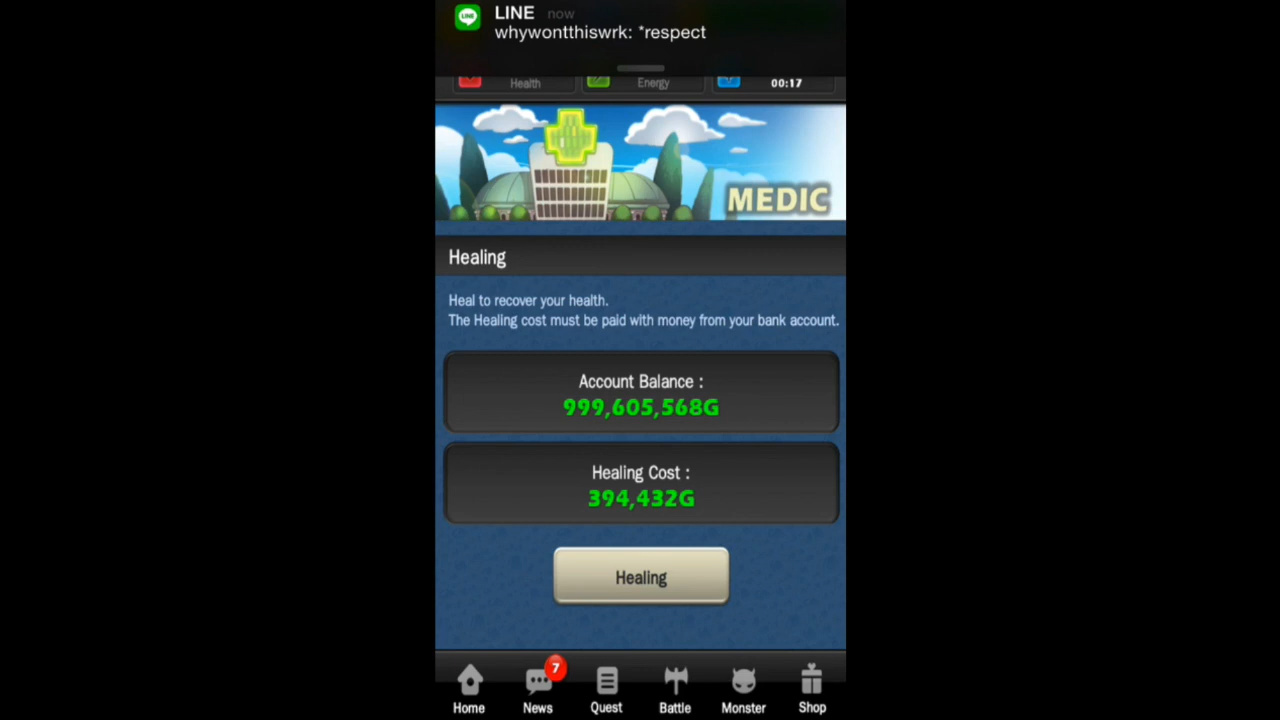 LINE now
whywontthiswrk: *respect
Health
Energy
00:17
MEDIC
Healing
Heal to recover your health.
The Healing cost must be paid with money from your bank account.
Account Balance :
999,605,568G
Healing Cost :
394,432G
Healing
7
Home
News
Quest
Battle
Monster
Shop